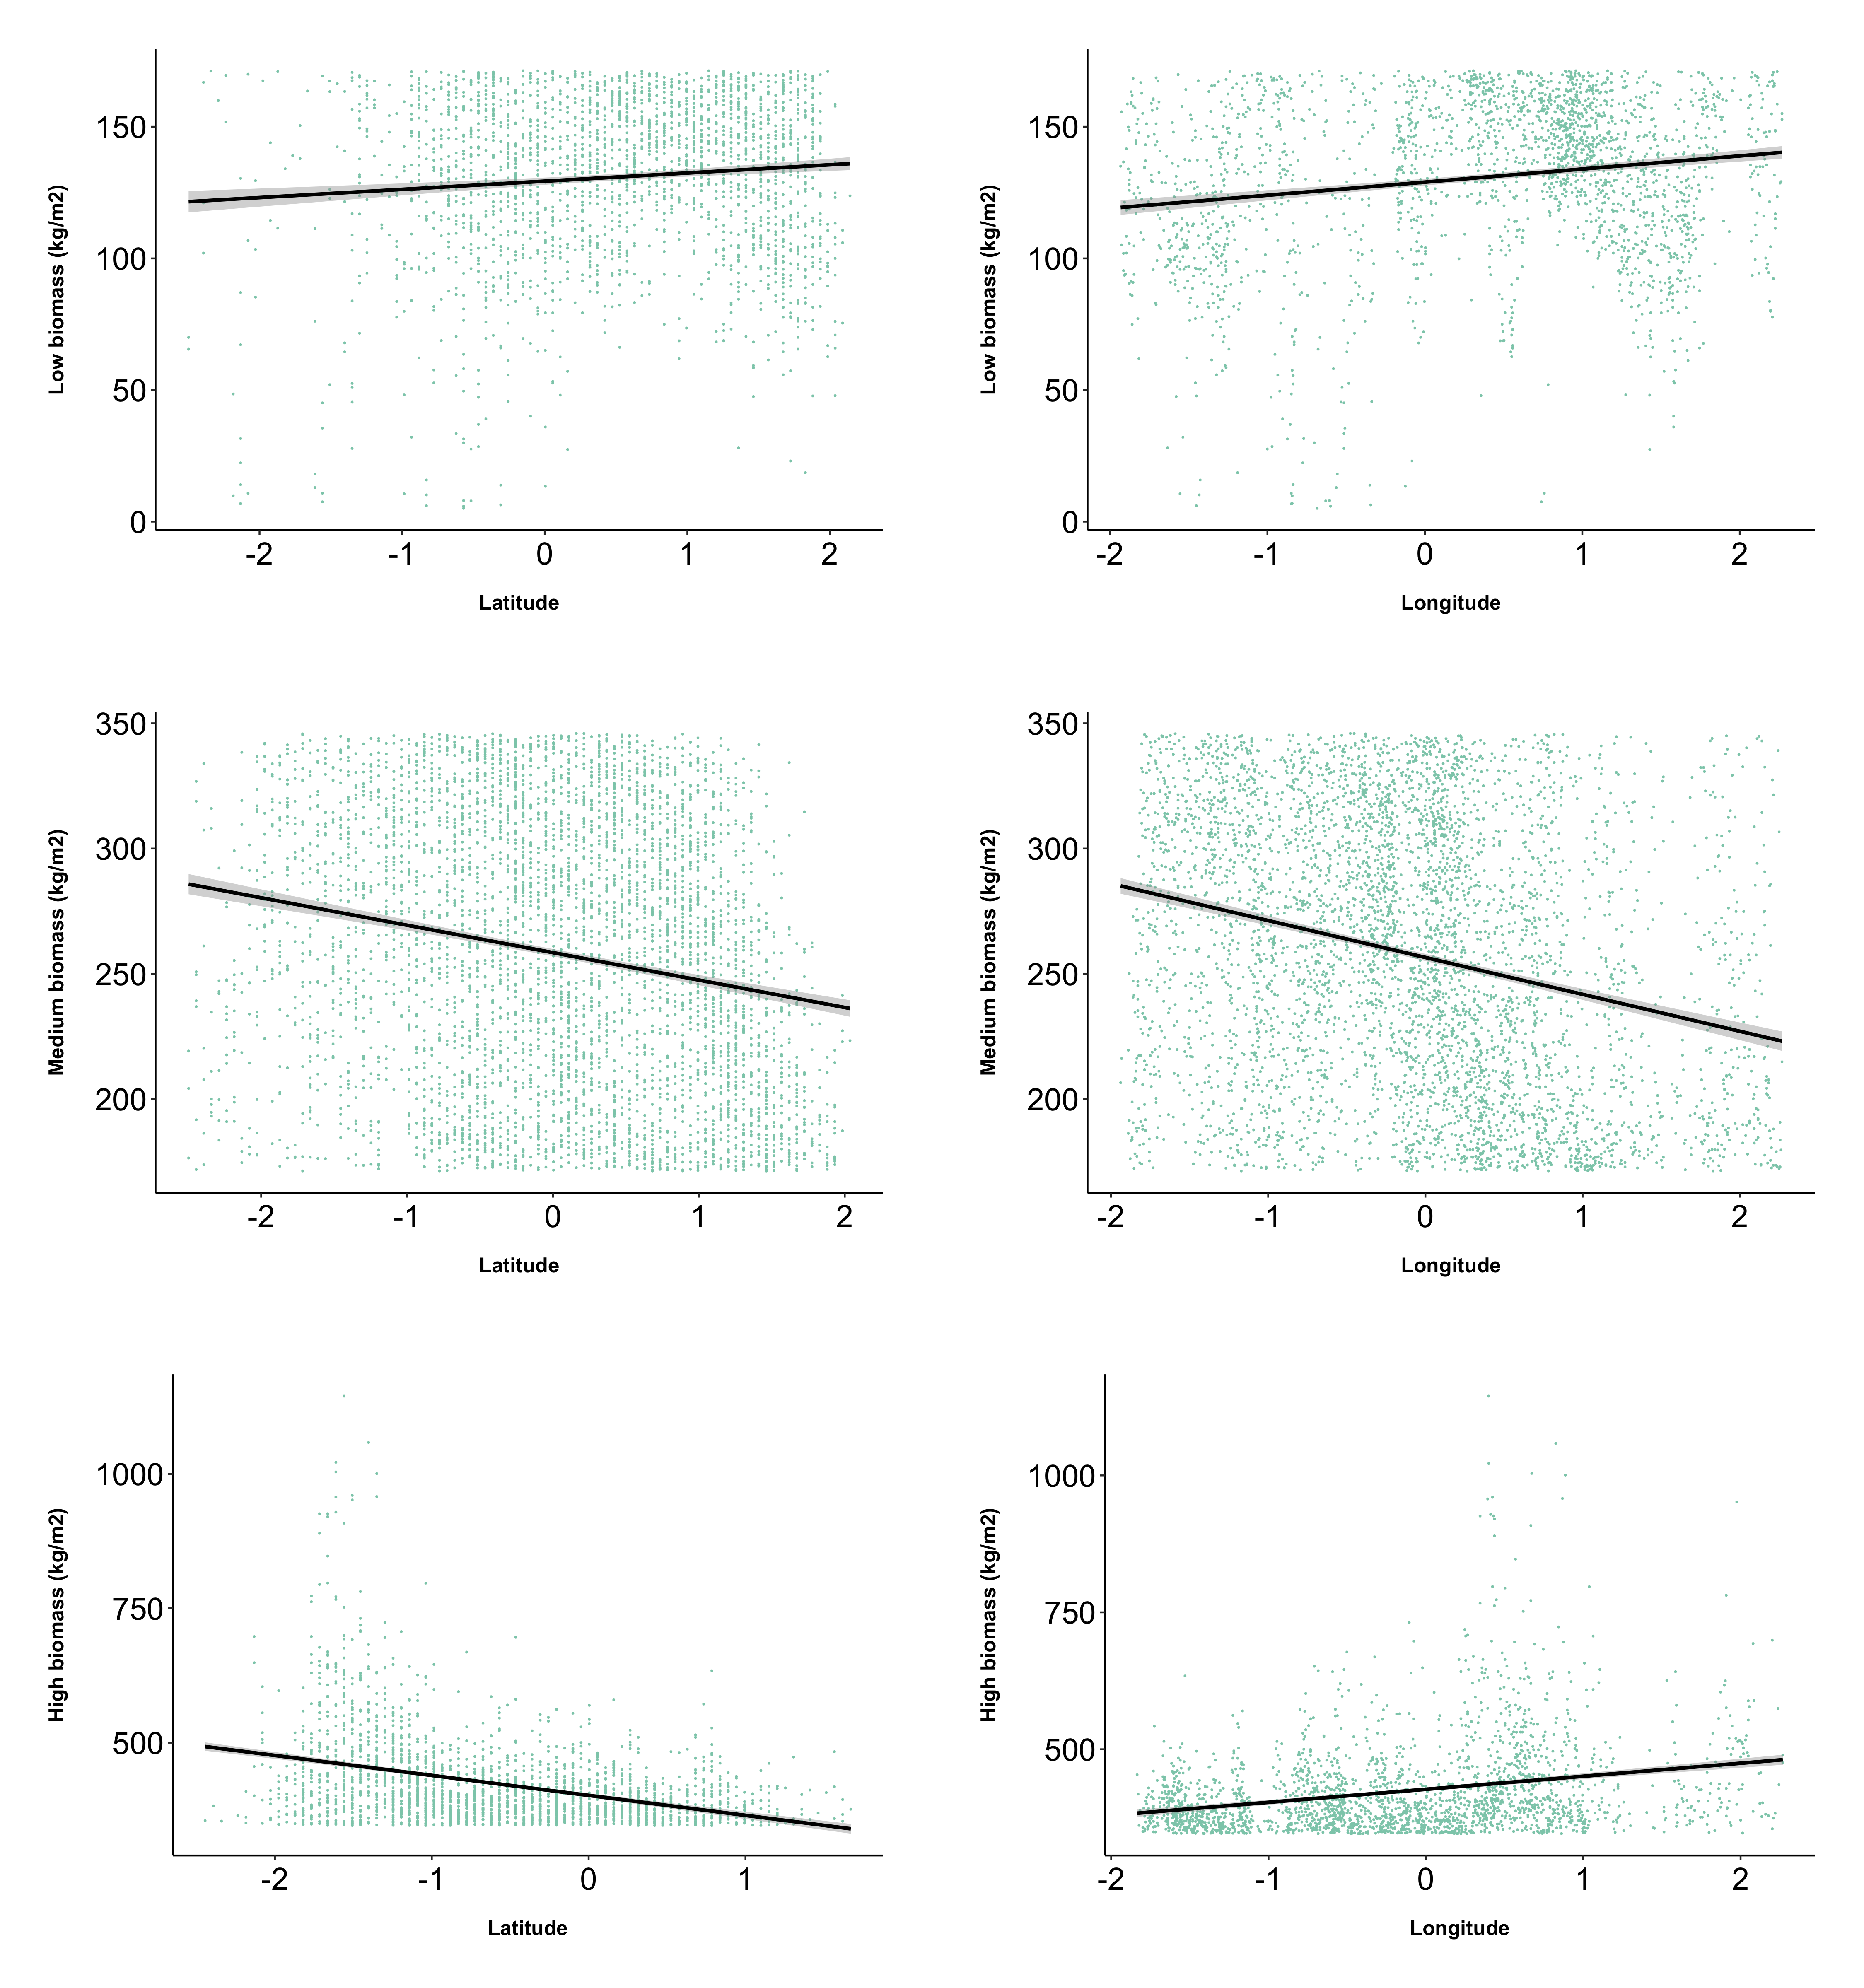 Low biomass (kg/m2)
150
100
50
0
-2 -1 0 1 2
Latitude
Low biomass (kg/m2)
150
100
50
0
-2 -1 0 1 2
Longitude
Medium biomass (kg/m2)
350
300
250
200
-2 -1 0 1 2
Latitude
Medium biomass (kg/m2)
350
300
250
200
-2 -1 0 1 2
Longitude
High biomass (kg/m2)
1000
750
500
-2 -1 0 1
Latitude
High biomass (kg/m2)
1000
750
500
-2 -1 0 1 2
Longitude